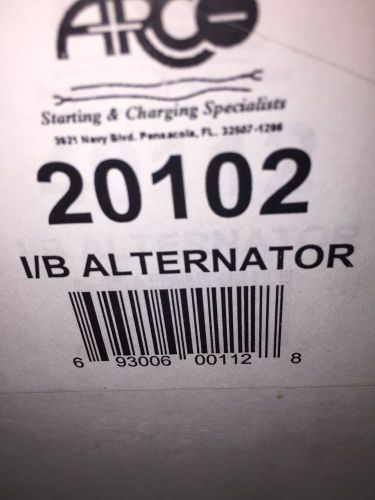 ARCO
Starting & Charging Specialists
3921 Navy Blvd. Pensacola, FL. 32507-1296
20102
I/B ALTERNATOR
6 93006 00112 8